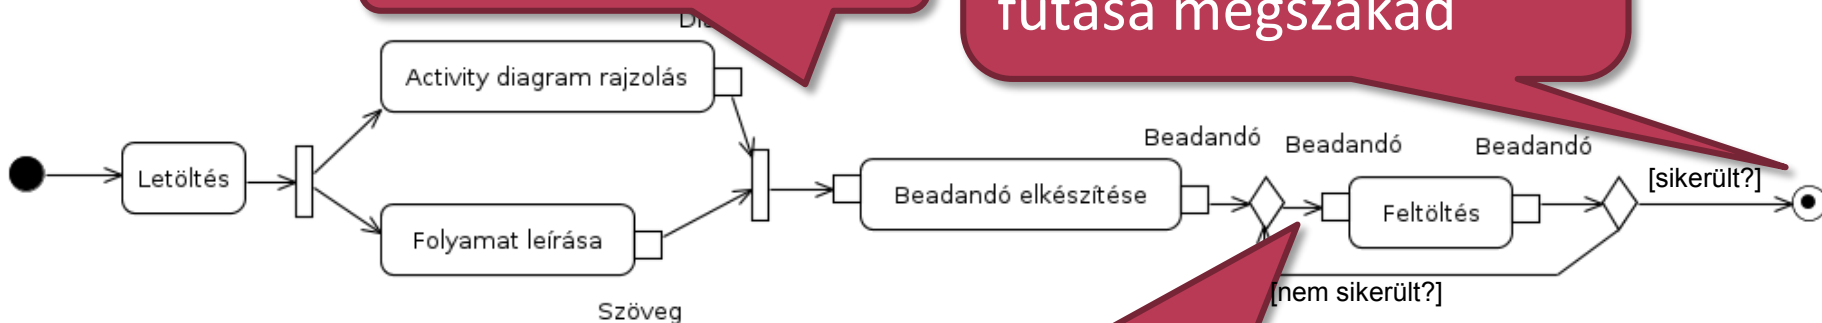 futása megszakad
Activity diagram rajzolás
Letöltés
Folyamat leírása
Szöveg
Beadandó elkészítése
Beadandó
Beadandó
Feltöltés
Beadandó
[sikerült?]
[nem sikerült?]